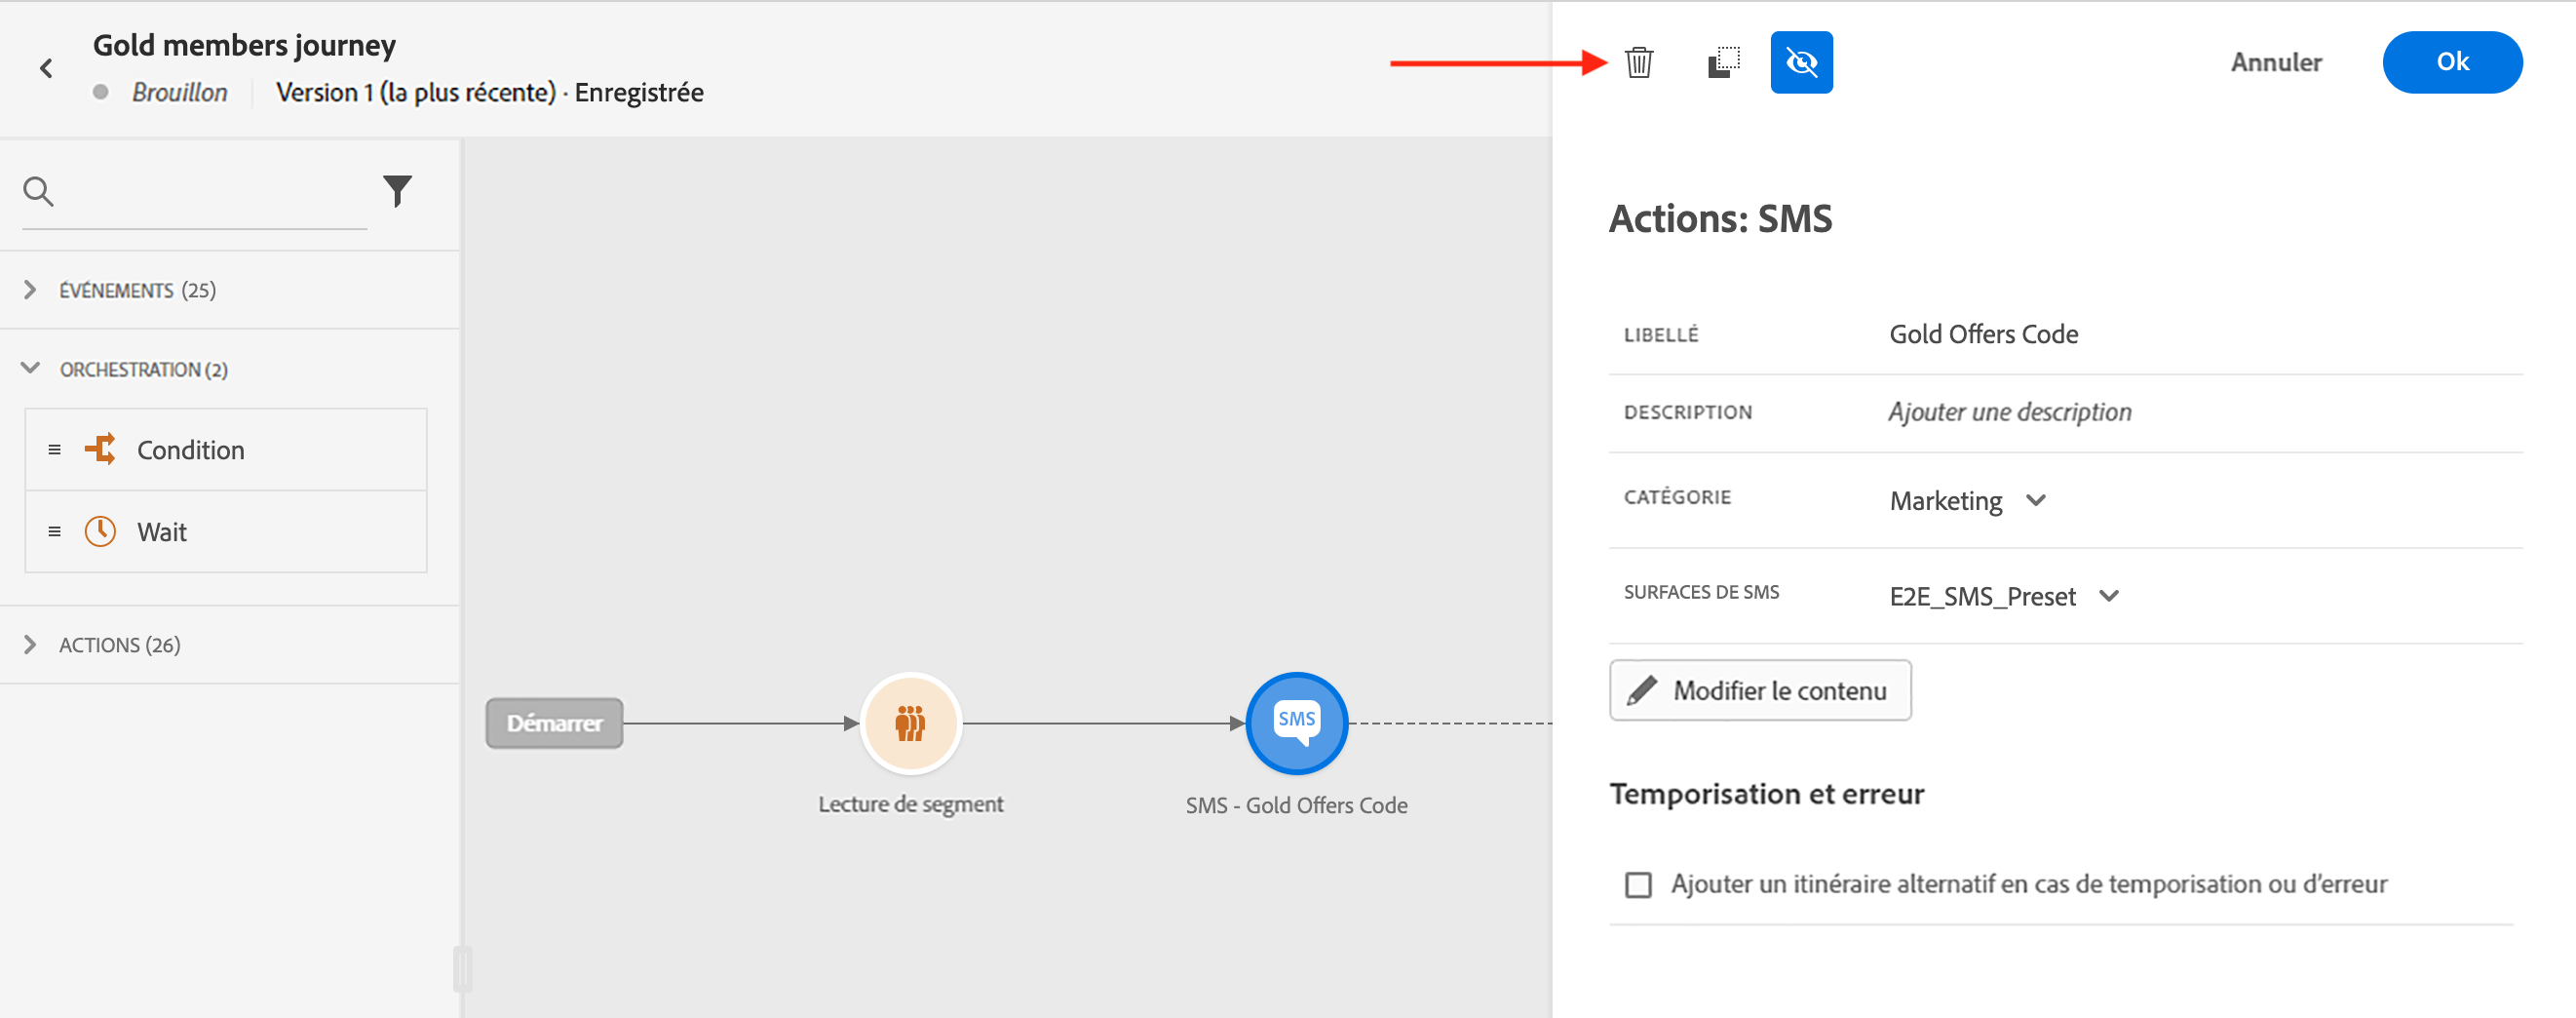 Gold members journey
Brouillon
Version 1 (la plus récente) · Enregistrée
Annuler
Ok
ÉVÉNEMENTS (25)
ORCHESTRATION (2)
Condition
Wait
ACTIONS (26)
Démarrer
Lecture de segment
SMS
SMS - Gold Offers Code
Actions: SMS
LIBELLÉ Gold Offers Code
DESCRIPTION Ajouter une description
CATÉGORIE Marketing
SURFACES DE SMS E2E_SMS_Preset
Modifier le contenu
Temporisation et erreur
Ajouter un itinéraire alternatif en cas de temporisation ou d’erreur